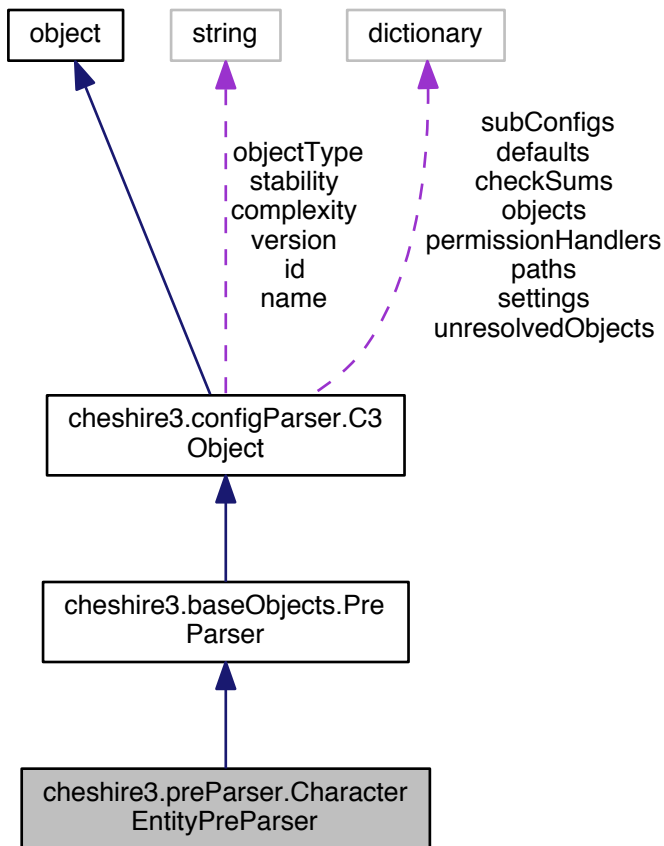 object
string
dictionary
objectType
stability
complexity
version
id
name
subConfigs
defaults
checkSums
objects
permissionHandlers
paths
settings
unresolvedObjects
cheshire3.configParser.C3
Object
cheshire3.baseObjects.Pre
Parser
cheshire3.preParser.Character
EntityPreParser